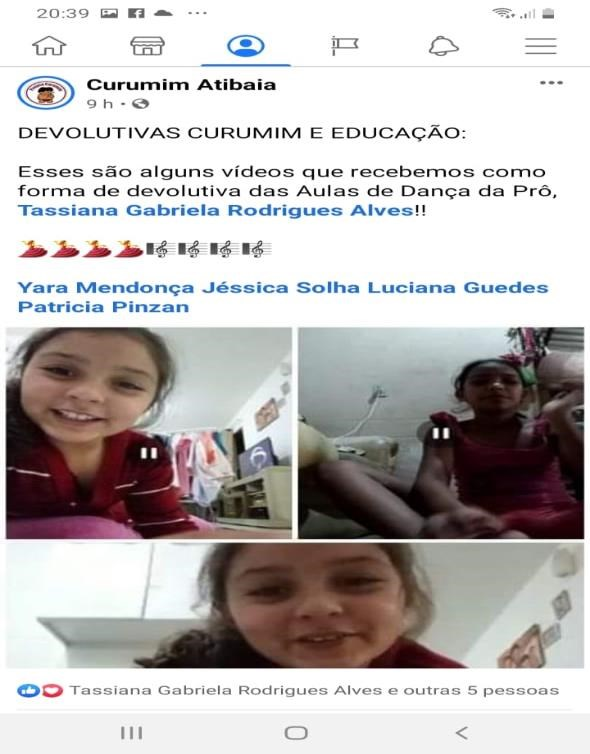 20:39
Curumim Atibaia
9 h
DEVOLUTIVAS CURUMIM E EDUCAÇÃO:
Esses são alguns vídeos que recebemos como
forma de devolutiva das Aulas de Dança da Prô,
Tassiana Gabriela Rodrigues Alves!!
Yara Mendonça Jéssica Solha Luciana Guedes
Patricia Pinzan
Tassiana Gabriela Rodrigues Alves e outras 5 pessoas